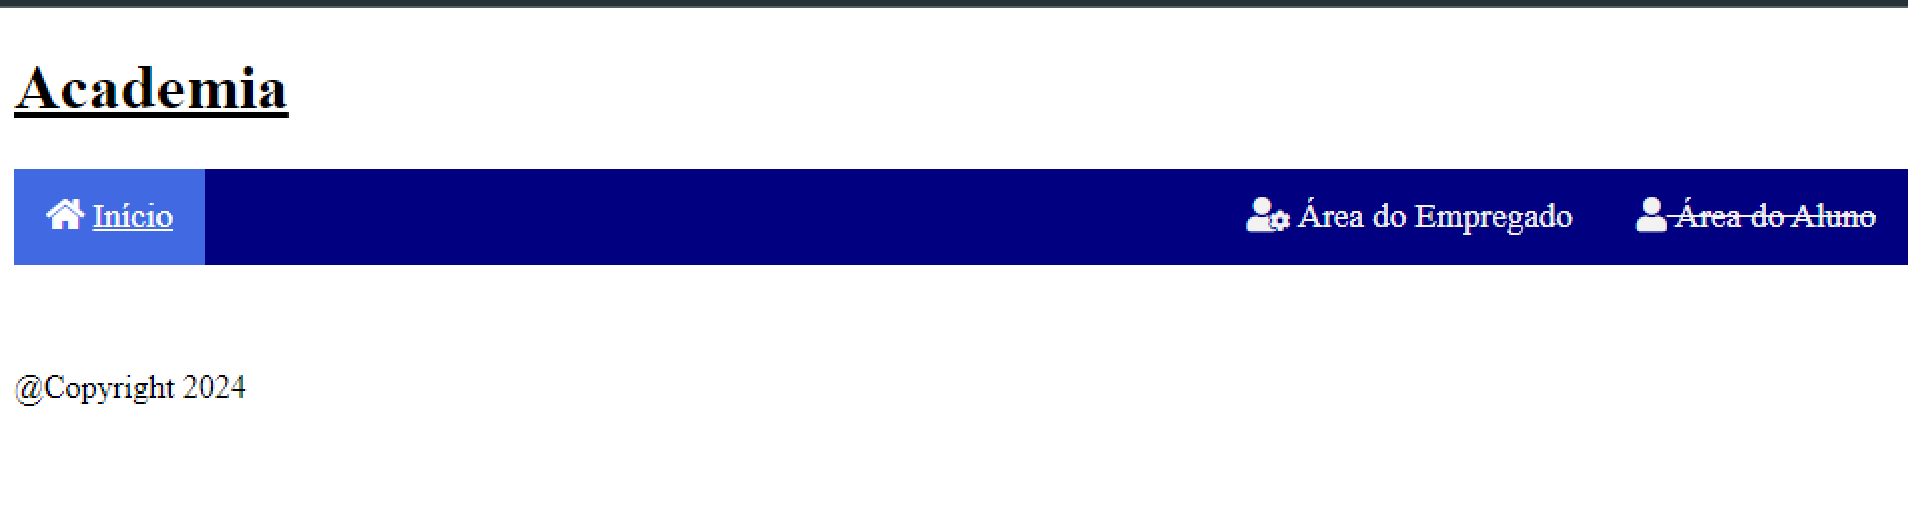 Academia
Início Área do Empregado Área do Aluno
@Copyright 2024